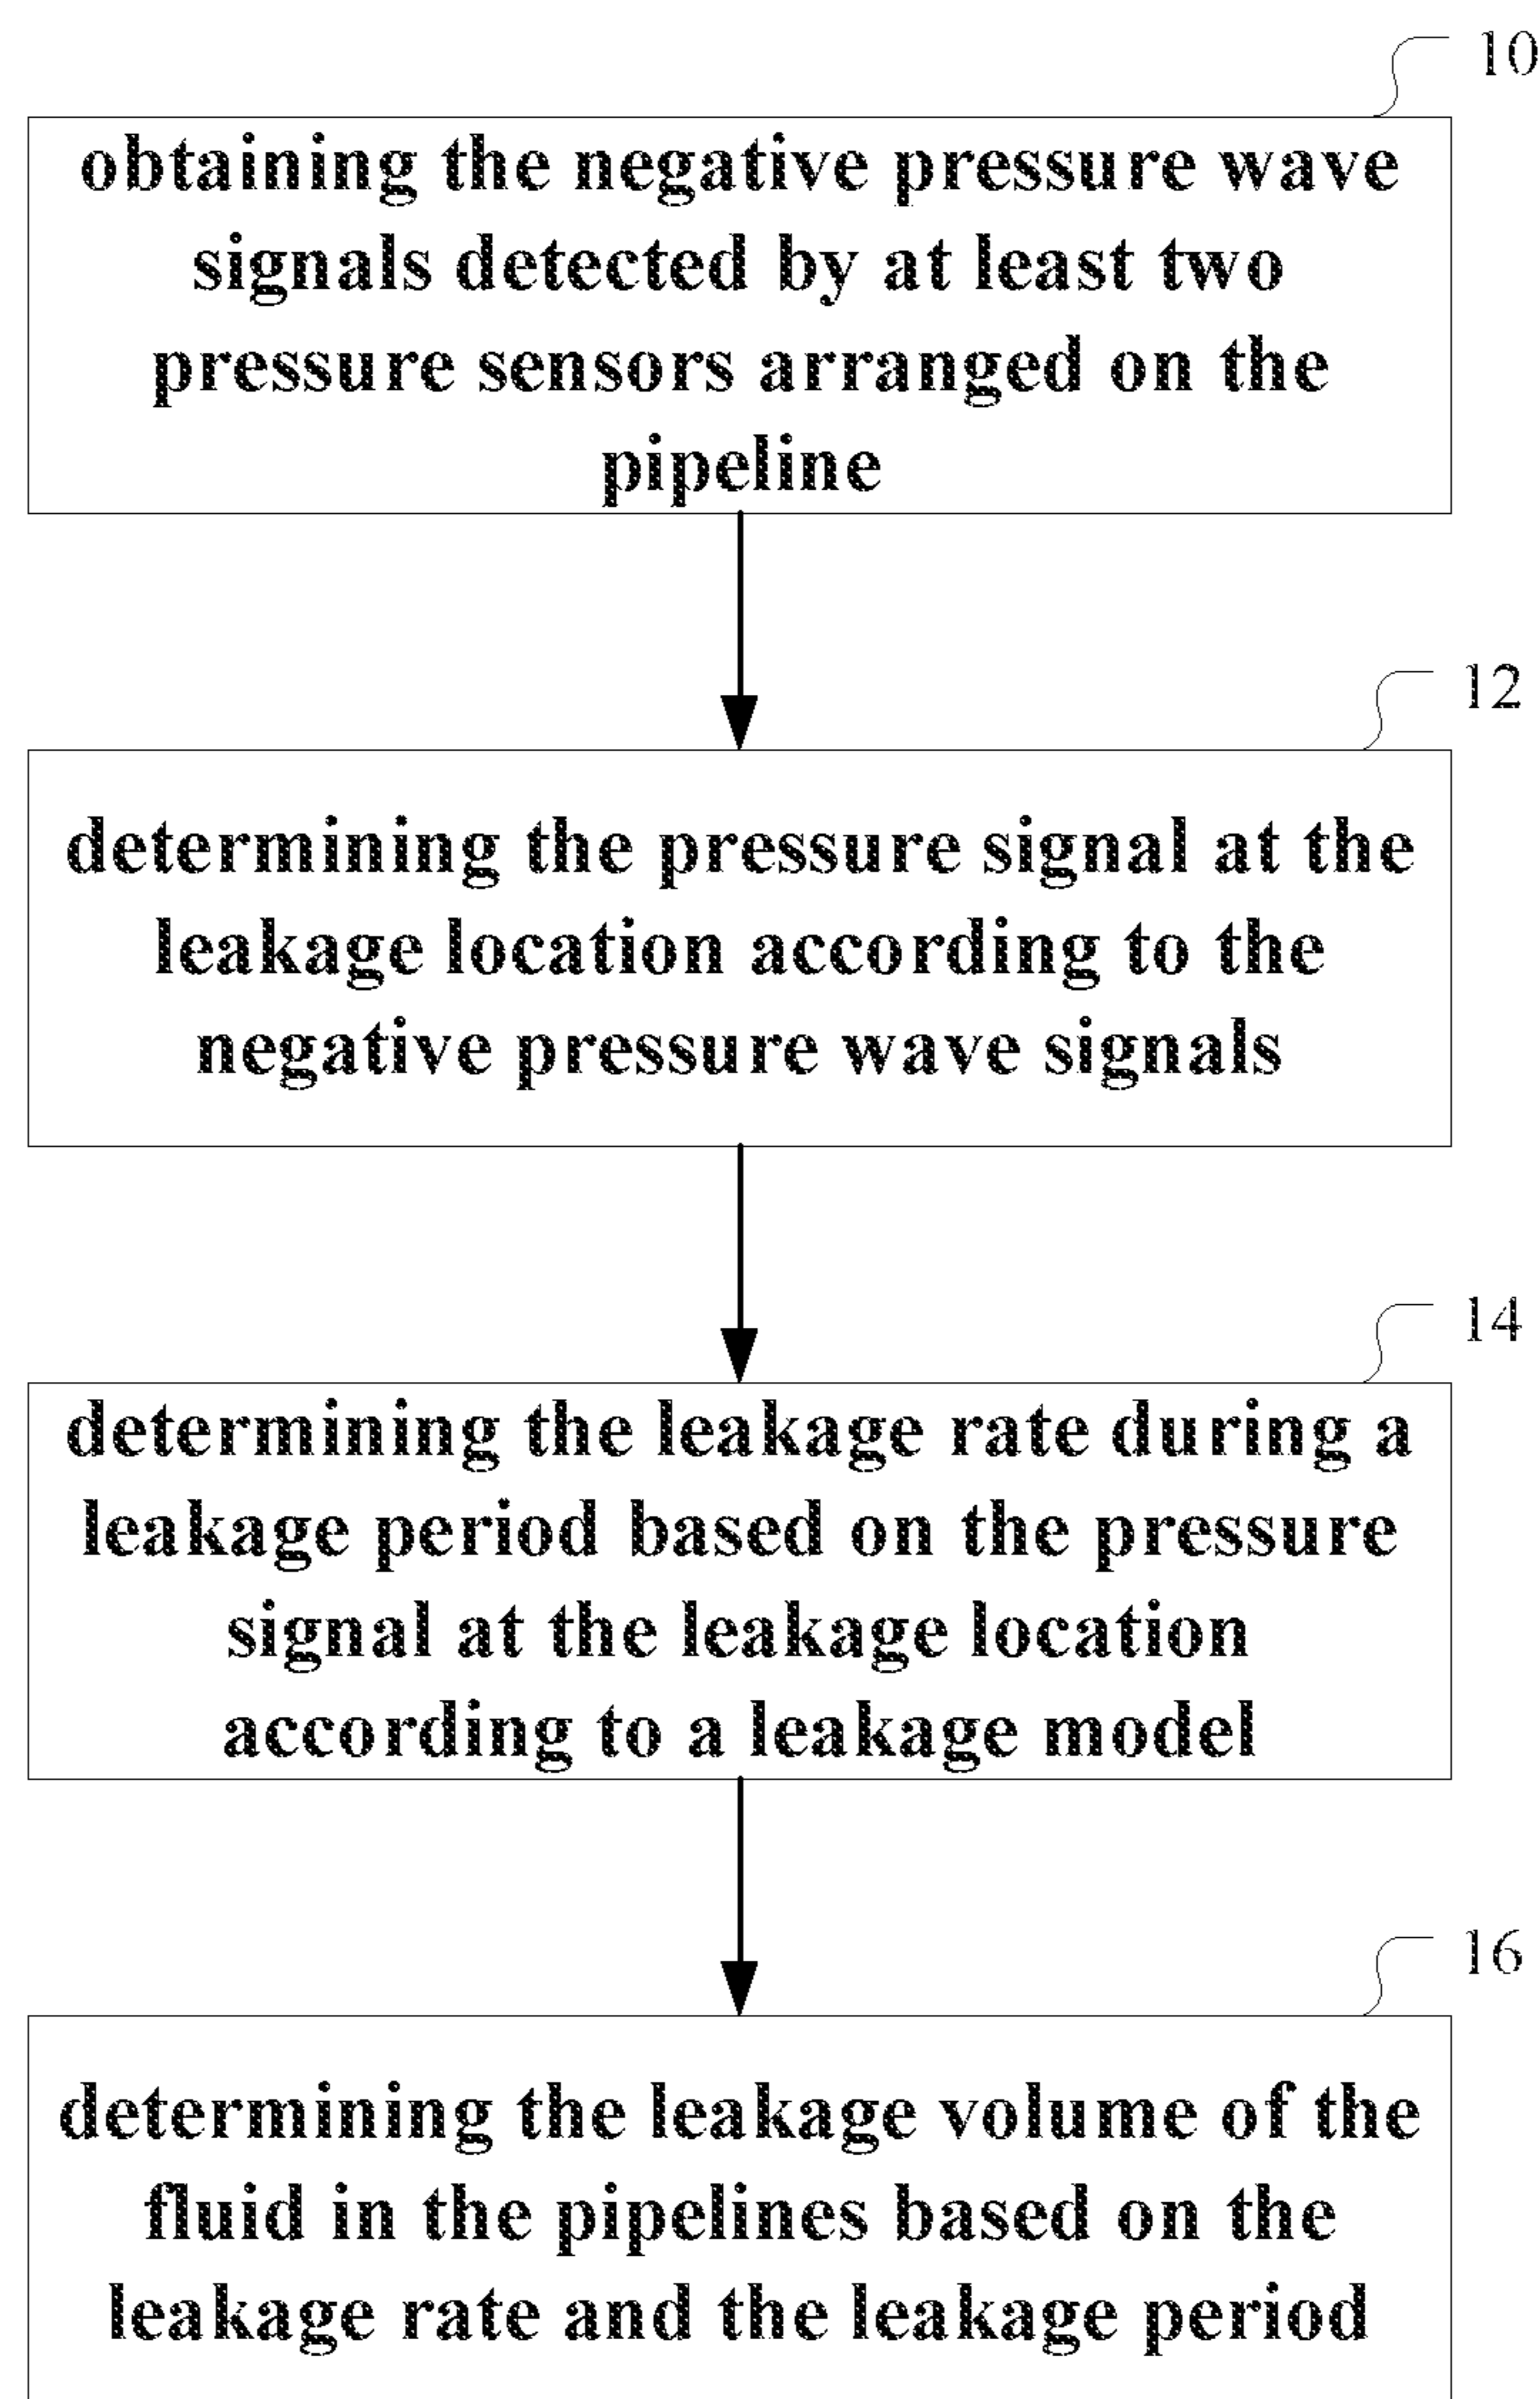 10
obtaining the negative pressure wave
signals detected by at least two
pressure sensors arranged on the
pipeline
12
determining the pressure signal at the
leakage location according to the
negative pressure wave signals
14
determining the leakage rate during a
leakage period based on the pressure
signal at the leakage location
according to a leakage model
16
determining the leakage volume of the
fluid in the pipelines based on the
leakage rate and the leakage period